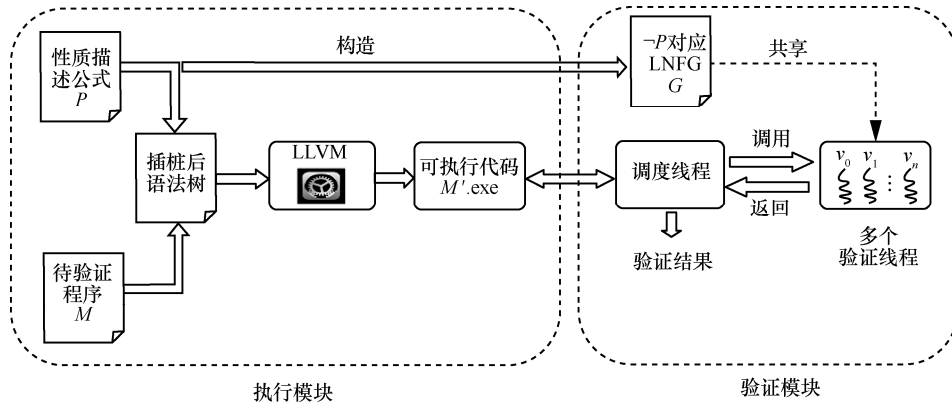 性质描
述公式
P
构造
¬P对应
LNFG
G
共享
插桩后
语法树
LLVM
可执行代码
M′.exe
调度线程
调用
返回
v0 v1 ⋮ vn
待验证
程序
M
验证结果
多个
验证线程
执行模块
验证模块